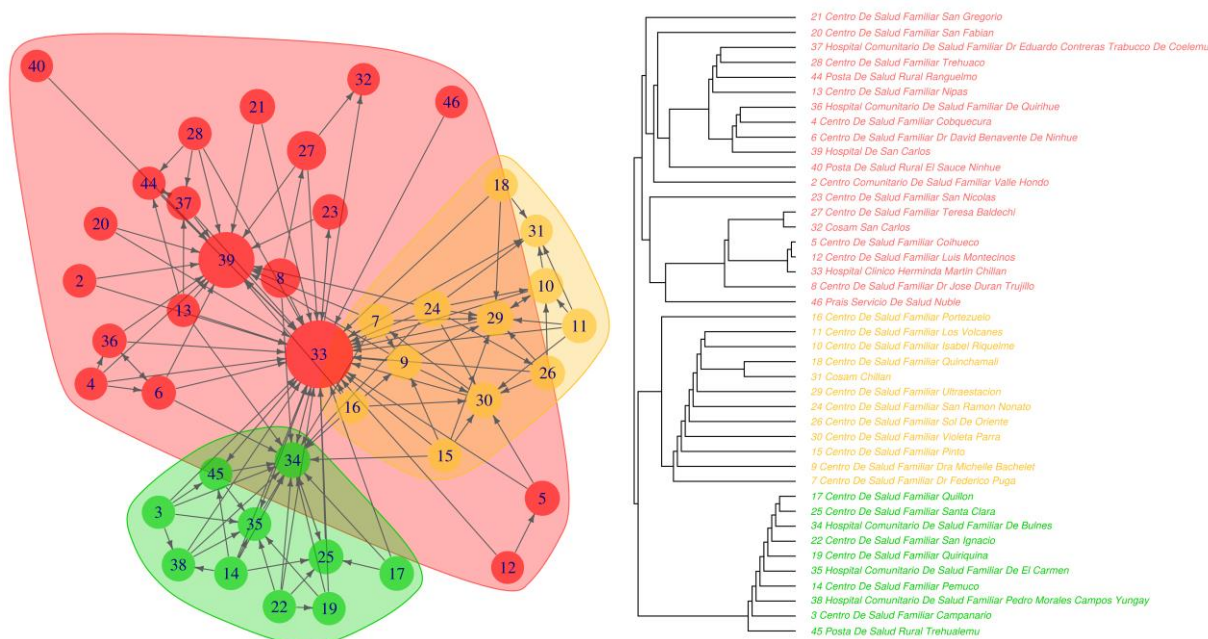 40
32
21
46
28
27
18
44
37
23
20
31
39
8
2
10
7
24
13
29
11
36
33
9
26
4
6
16
30
34
15
45
5
3
35
38
14
25
17
12
22
19
21 Centro De Salud Familiar San Gregorio
20 Centro De Salud Familiar San Fabian
37 Hospital Comunitario De Salud Familiar Dr Eduardo Contreras Trabucco De Coelemu
28 Centro De Salud Familiar Trehuaco
44 Posta De Salud Rural Ranguelmo
13 Centro De Salud Familiar Nipas
36 Hospital Comunitario De Salud Familiar De Quirihue
4 Centro De Salud Familiar Cobquecura
6 Centro De Salud Familiar Dr David Benavente De Ninhue
39 Hospital De San Carlos
40 Posta De Salud Rural El Sauce Ninhue
2 Centro Comunitario De Salud Familiar Valle Hondo
23 Centro De Salud Familiar San Nicolas
27 Centro De Salud Familiar Teresa Baldechi
32 Cosam San Carlos
5 Centro De Salud Familiar Coihueco
12 Centro De Salud Familiar Luis Montecinos
33 Hospital Clinico Herminda Martin Chillan
8 Centro De Salud Familiar Dr Jose Duran Trujillo
46 Prais Servicio De Salud Nuble
16 Centro De Salud Familiar Portezuelo
11 Centro De Salud Familiar Los Volcanes
10 Centro De Salud Familiar Isabel Riquelme
18 Centro De Salud Familiar Quinchamali
31 Cosam Chillan
29 Centro De Salud Familiar Ultraestacion
24 Centro De Salud Familiar San Ramon Nonato
26 Centro De Salud Familiar Sol De Oriente
30 Centro De Salud Familiar Violeta Parra
15 Centro De Salud Familiar Pinto
9 Centro De Salud Familiar Dra Michelle Bachelet
7 Centro De Salud Familiar Dr Federico Puga
17 Centro De Salud Familiar Quillon
25 Centro De Salud Familiar Santa Clara
34 Hospital Comunitario De Salud Familiar De Bulnes
22 Centro De Salud Familiar San Ignacio
19 Centro De Salud Familiar Quiriquina
35 Hospital Comunitario De Salud Familiar De El Carmen
14 Centro De Salud Familiar Pemuco
38 Hospital Comunitario De Salud Familiar Pedro Morales Campos Yungay
3 Centro De Salud Familiar Campanario
45 Posta De Salud Rural Trehualemu